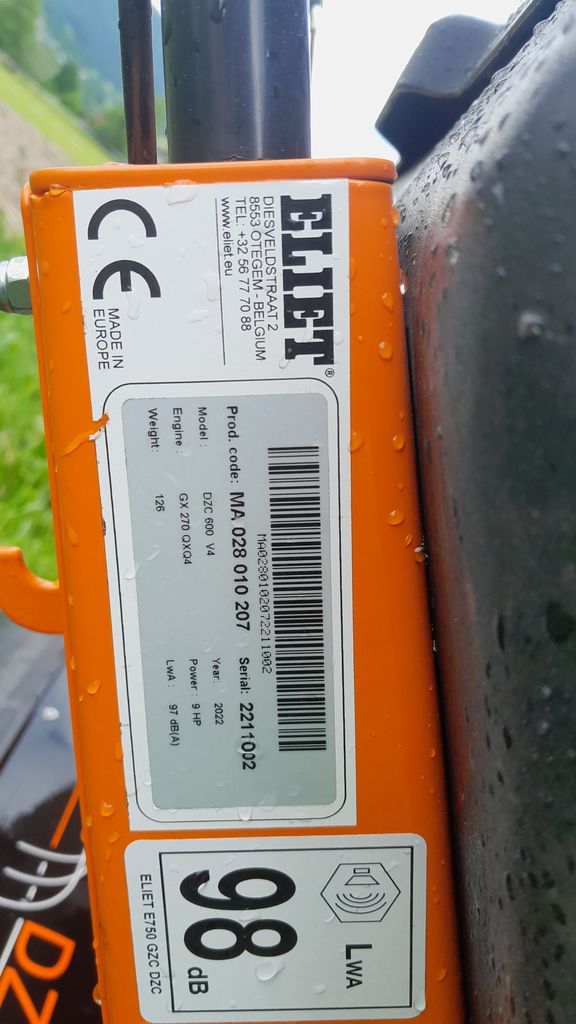 ELIET®
DIESVELDSTRAAT 2
8553 OTEGEM - BELGIUM
TEL: +32 56 77 70 88
www.eliet.eu
CE
MADE IN
EUROPE
MA0280102072211002
Prod. code: MA 028 010 207 Serial: 2211002
Model: DZC 600 V4 Year: 2022
Engine: GX 270 QXQ4 Power: 9 HP
Weight: 126 LwA: 97 dB(A)
LWA
98 dB
ELIET E750 GZC DZC
DZ